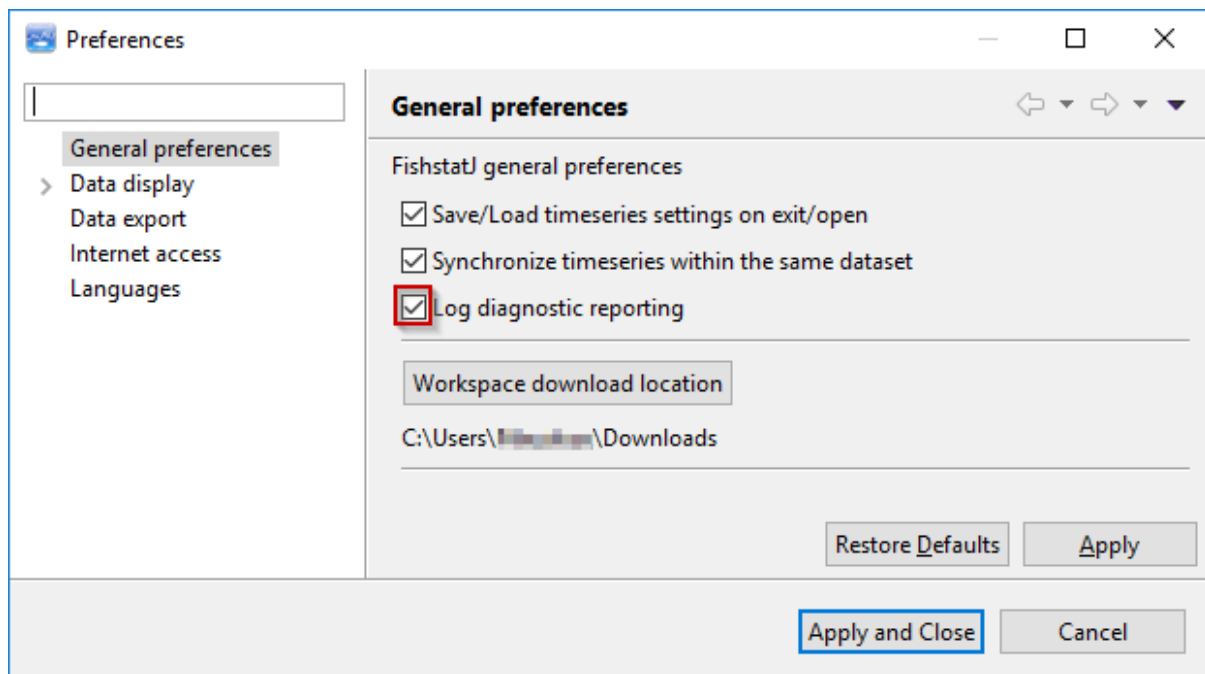 Preferences
General preferences
Data display
Data export
Internet access
Languages
General preferences
FishstatJ general preferences
Save/Load timeseries settings on exit/open
Synchronize timeseries within the same dataset
Log diagnostic reporting
Workspace download location
C:\Users\ \Downloads
Restore Defaults
Apply
Apply and Close
Cancel